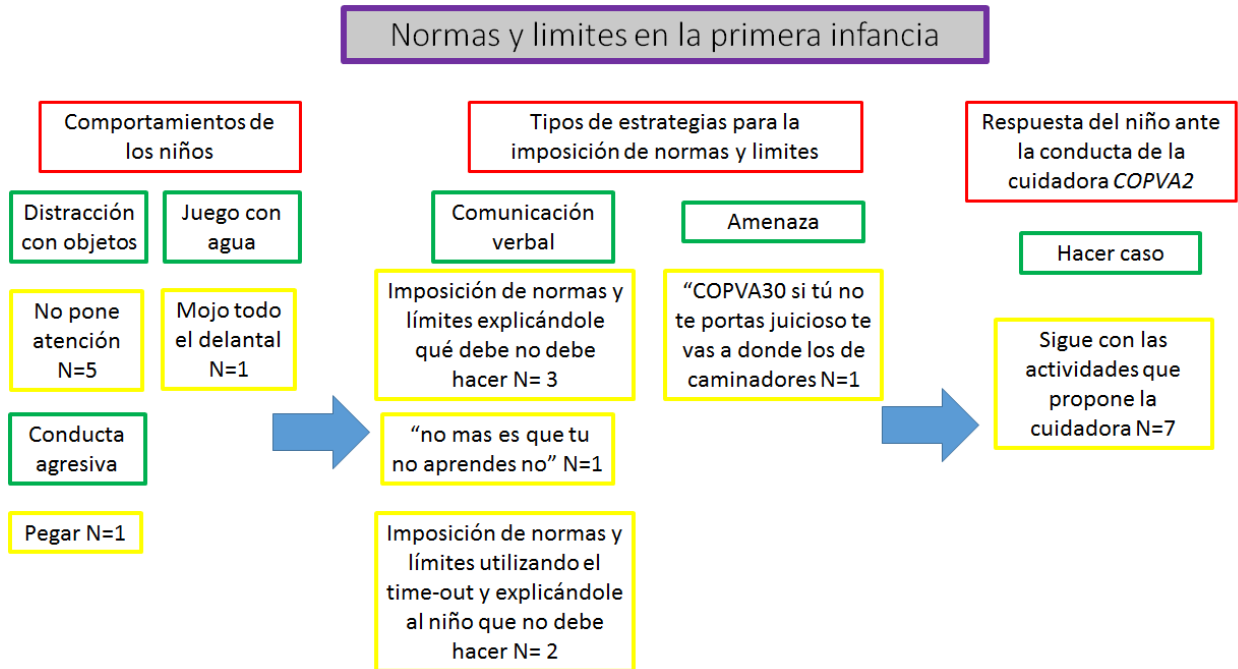 Normas y limites en la primera infancia
Comportamientos de
los niños
Distracción
con objetos
Juego con
agua
No pone
atención
N=5
Mojo todo
el delantal
N=1
Conducta
agresiva
Pegar N=1
Tipos de estrategias para la
imposición de normas y limites
Comunicación
verbal
Amenaza
Imposición de normas y
límites explicándole
qué debe no debe
hacer N= 3
"COPVA30 si tú no
te portas juicioso te
vas a donde los de
caminadores N=1
"no mas es que tu
no aprendes no" N=1
Imposición de normas y
límites utilizando el
time-out y explicándole
al niño que no debe
hacer N= 2
Respuesta del niño ante
la conducta de la
cuidadora COPVA2
Hacer caso
Sigue con las
actividades que
propone la
cuidadora N=7